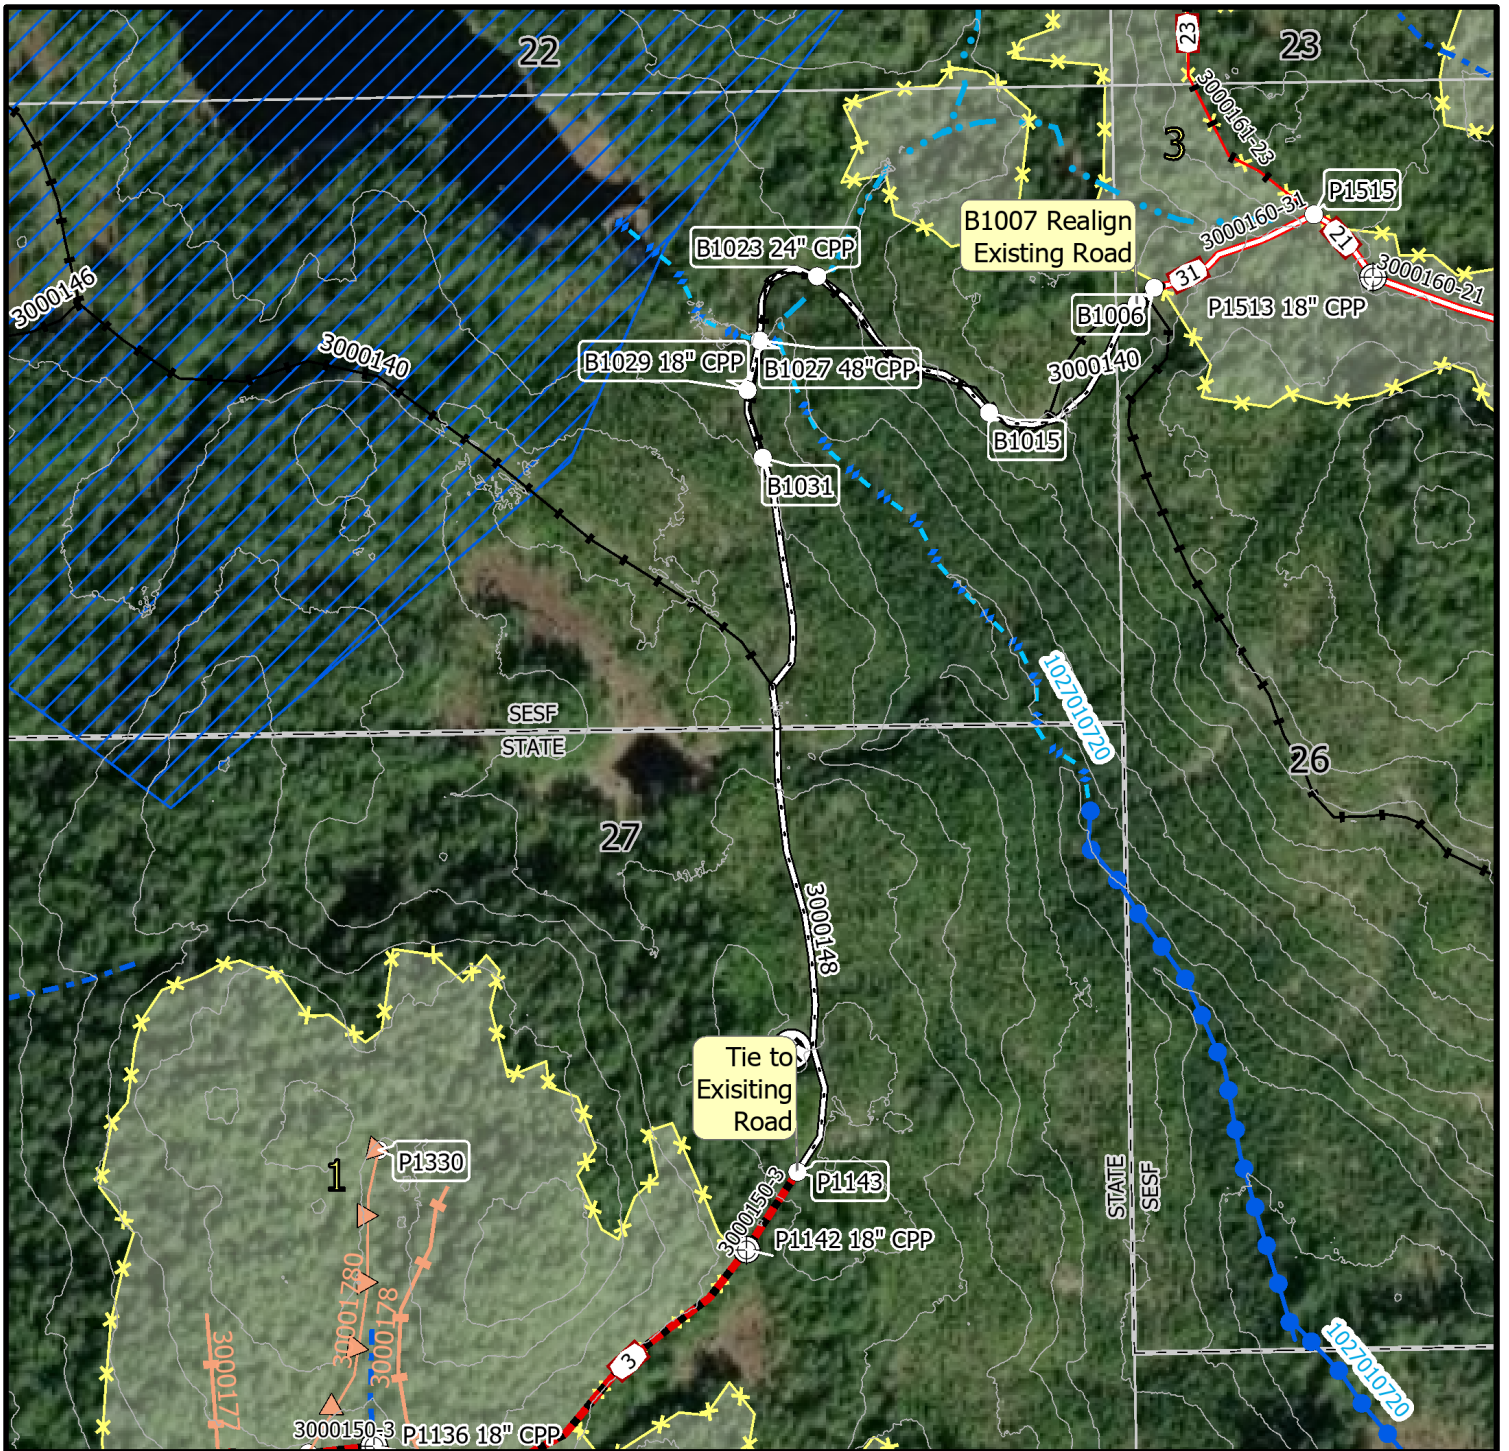 22
23
23
3000161-23
3
P1515
3000160-31
B1007 Realign
Existing Road
B1023 24" CPP
21
31
3000160-21
3000146
P1513 18" CPP
B1006
3000140
B1029 18" CPP
B1027 48"CPP
3000140
B1015
B1031
1027010720
SESF
STATE
26
27
3000148
Tie to
Exisiting
Road
P1330
1
P1143
STATE
SESF
3000150-3
P1142 18" CPP
30001780
3000178
3000177
3
1027010720
3000150-3
P1136 18" CPP